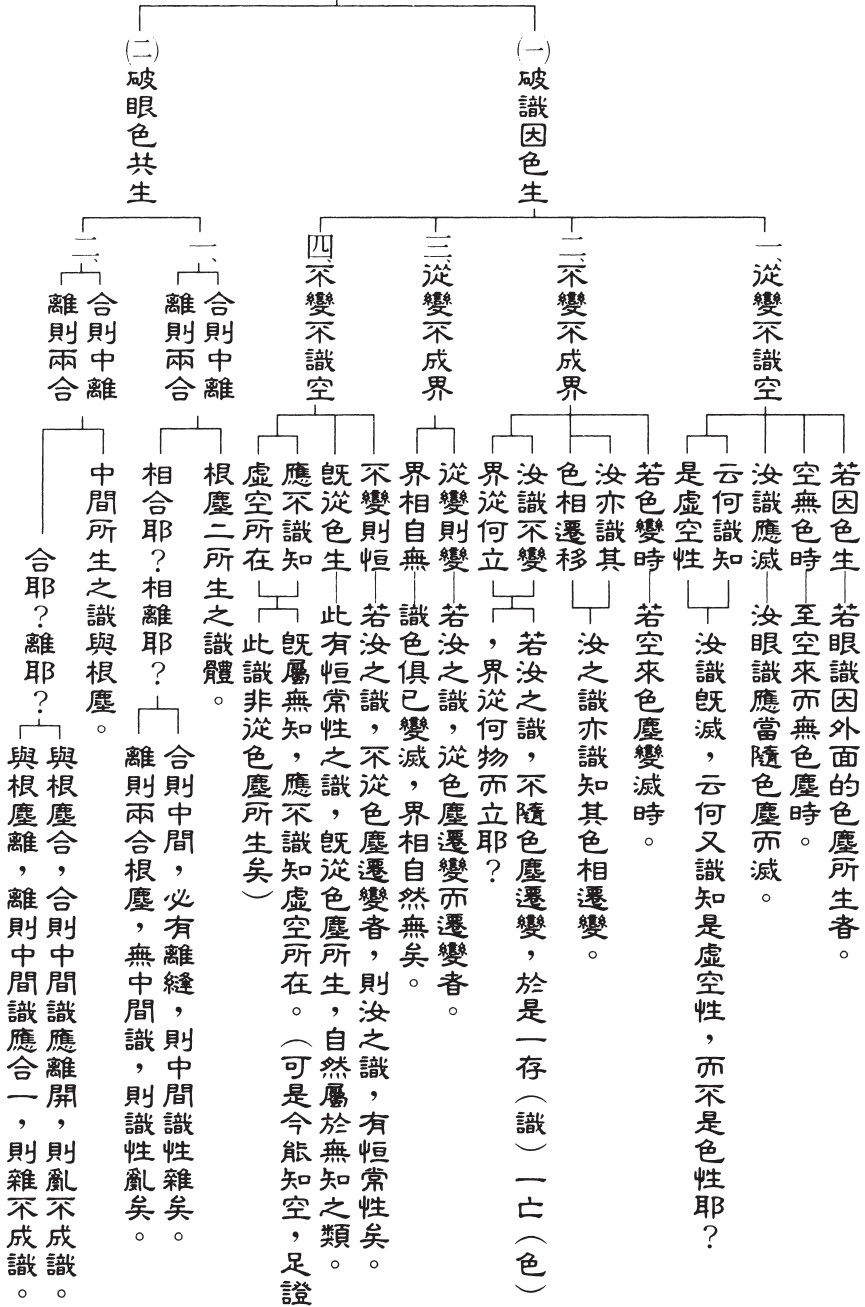 ㈠破識因色生
一、從變不識空
若因色生
若眼識因外面的色塵所生者。
空無色時
至空來而無色塵時。
汝識應滅
汝眼識應當隨色塵而滅。
云何識知
是虛空性
汝識既滅，云何又識知是虛空性，而不是色性耶？
二、不變不成界
若色變時
若空來色塵變滅時。
汝亦識其
色相遷移
汝之識亦識知其色相遷變。
汝識不變
界從何立
若汝之識，不隨色塵遷變，於是一存（識）一亡（色）
，界從何物而立耶？
三、從變不成界
從變則變
若汝之識，從色塵遷變而遷變者。
界相自無
識色俱已變滅，界相自然無矣。
四、不變不識空
不變則恒
若汝之識，不從色塵遷變者，則汝之識，有恒常性矣。
既從色生
此有恒常性之識，既從色塵所生，自然屬於無知之類。
應不識知
虛空所在
既屬無知，應不識知虛空所在。（可是今能知空，足證
此識非從色塵所生矣）
㈡破眼色共生
一、
合則中離
離則兩合
根塵二所生之識體。
相合耶？相離耶？
合則中間，必有離縫，則中間識性雜矣。
離則兩合根塵，無中間識，則識性亂矣。
二、
合則中離
離則兩合
中間所生之識與根塵。
合耶？離耶？
與根塵合，合則中間識應離開，則亂不成識。
與根塵離，離則中間識應合一，則雜不成識。